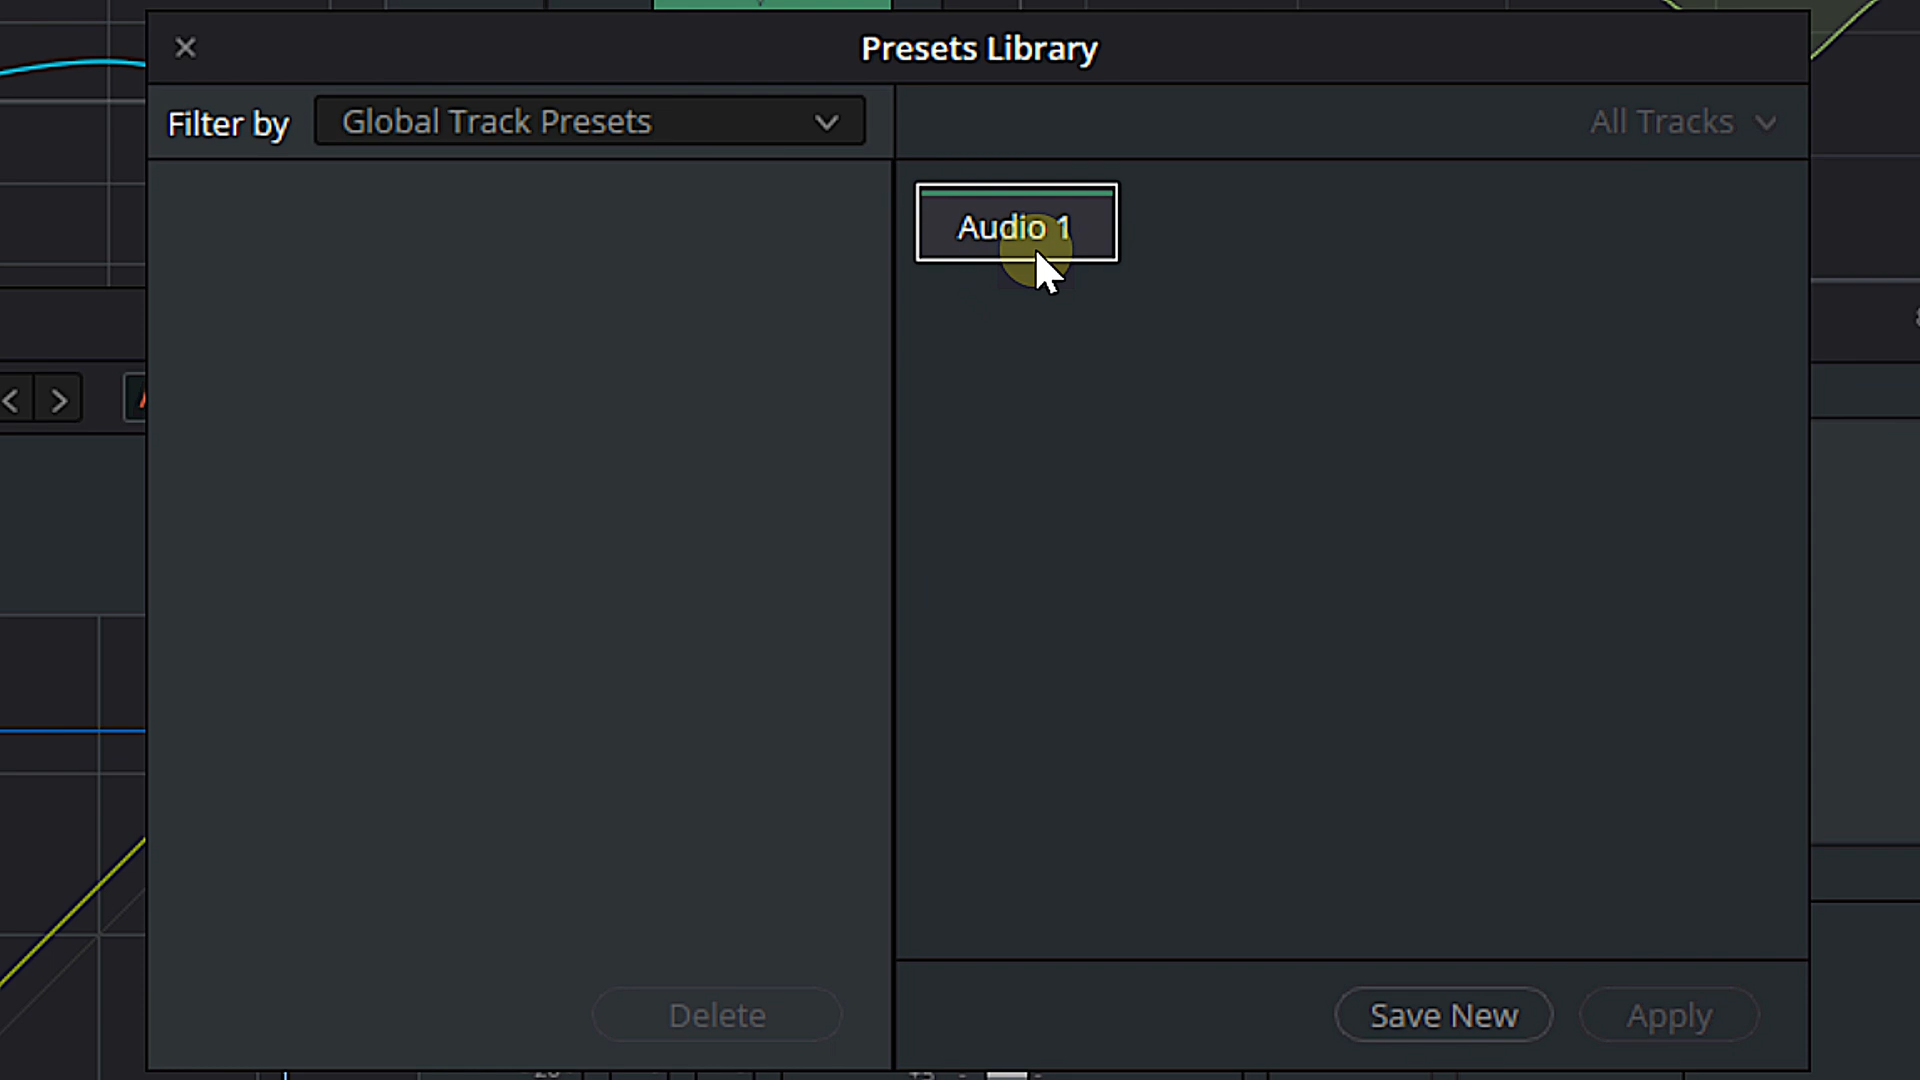 Presets Library
Filter by
Global Track Presets
All Tracks
Audio 1
Delete
Save New
Apply